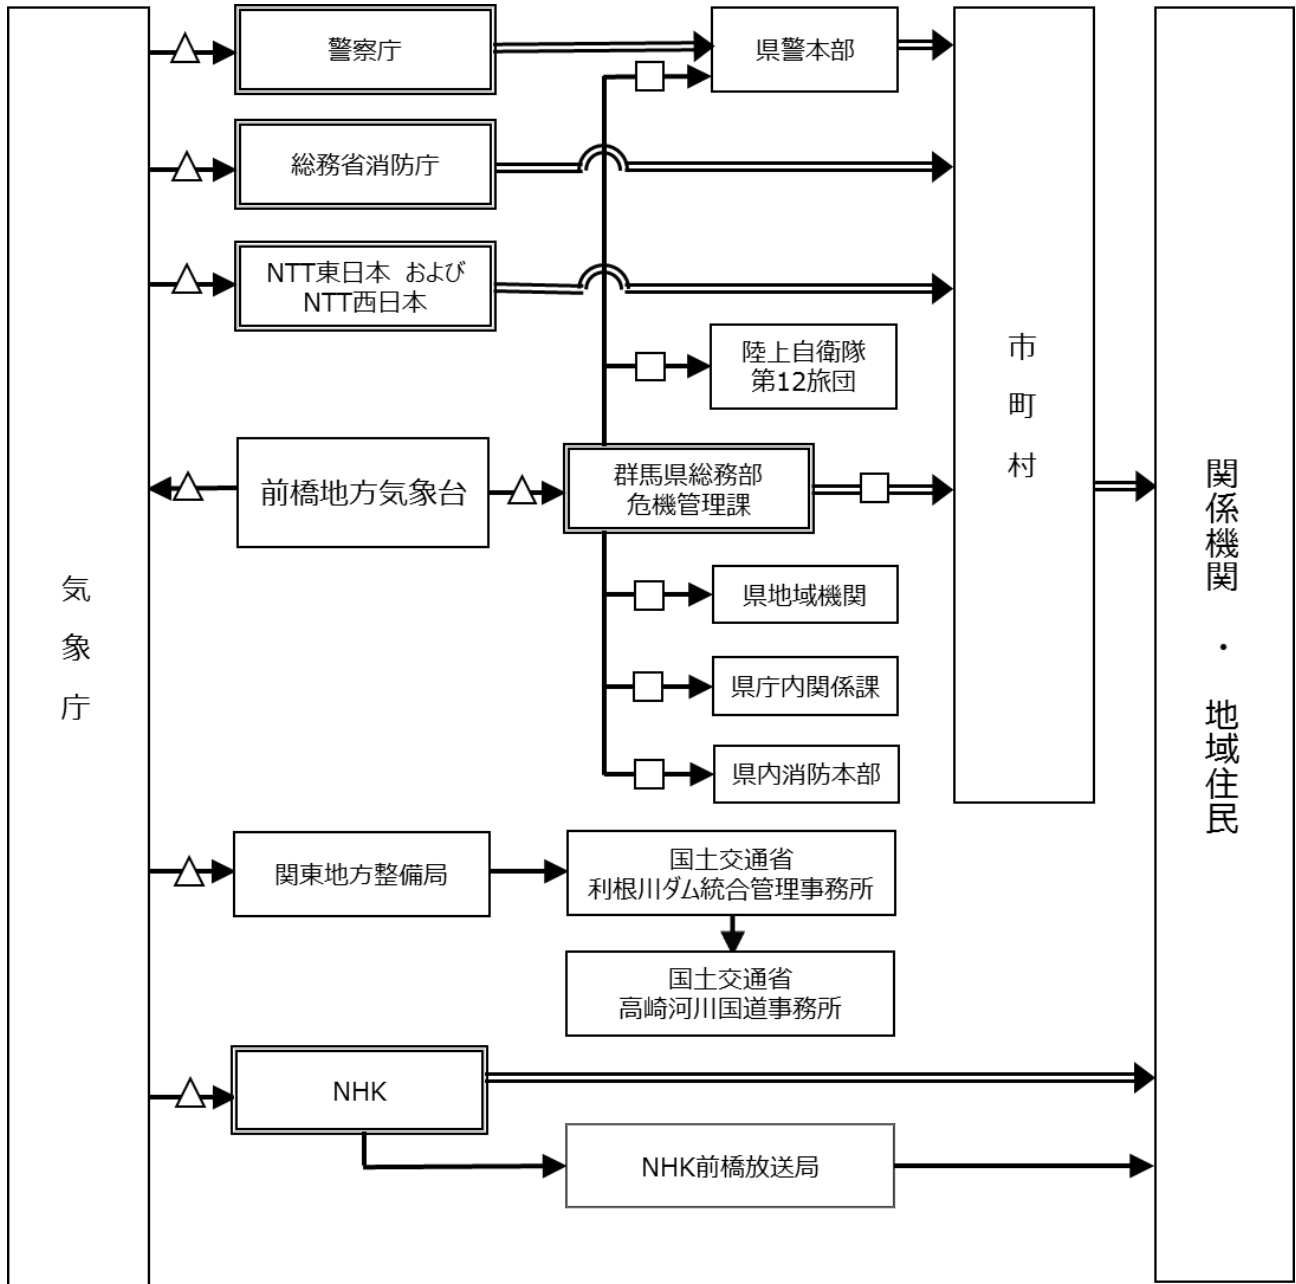 気象庁
警察庁
県警本部
総務省消防庁
NTT東日本 および
NTT西日本
陸上自衛隊
第12旅団
前橋地方気象台
群馬県総務部
危機管理課
県地域機関
県庁内関係課
県内消防本部
市町村
関東地方整備局
国土交通省
利根川ダム統合管理事務所
国土交通省
高崎河川国道事務所
NHK
NHK前橋放送局
関係機関 ・ 地域住民